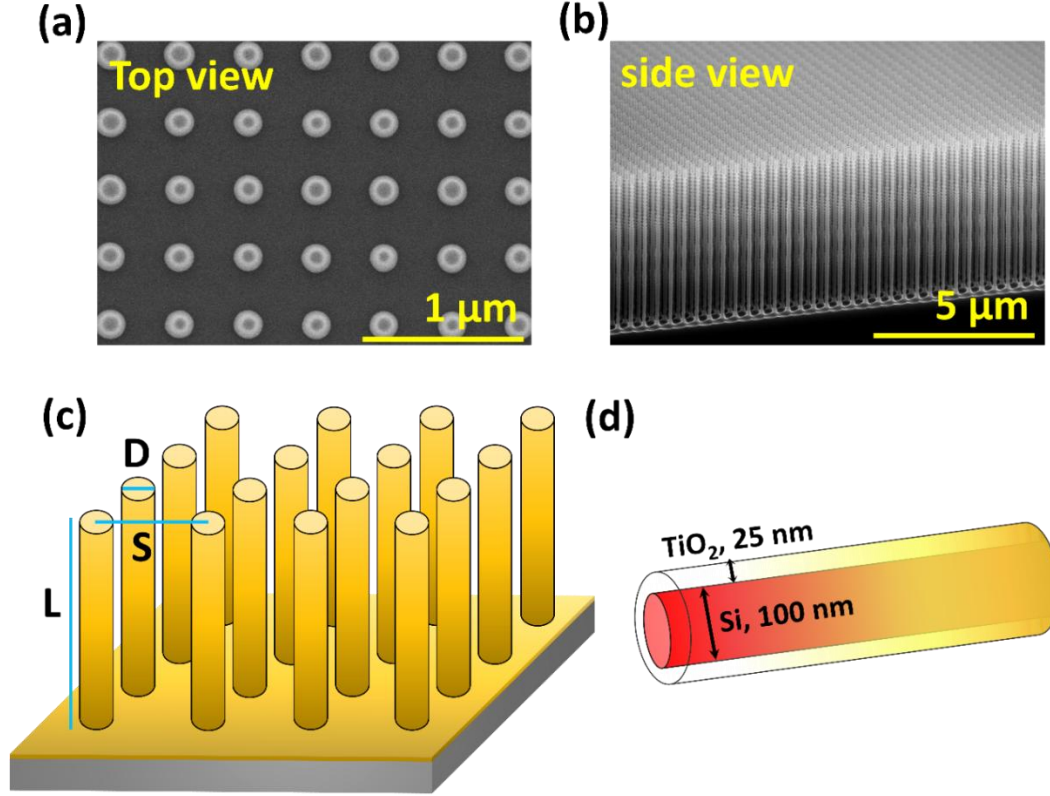 (a)
Top view
1 μm
(b)
side view
5 μm
(c)
D
S
L
(d)
TiO₂, 25 nm
Si, 100 nm